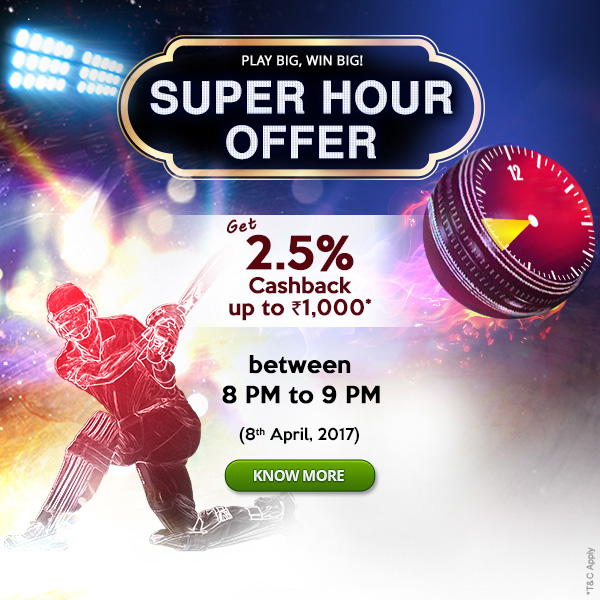 PLAY BIG, WIN BIG!
SUPER HOUR
OFFER
12
Get
2.5%
Cashback
up to ₹1,000*
between
8 PM to 9 PM
(8th April, 2017)
KNOW MORE
*T&C Apply